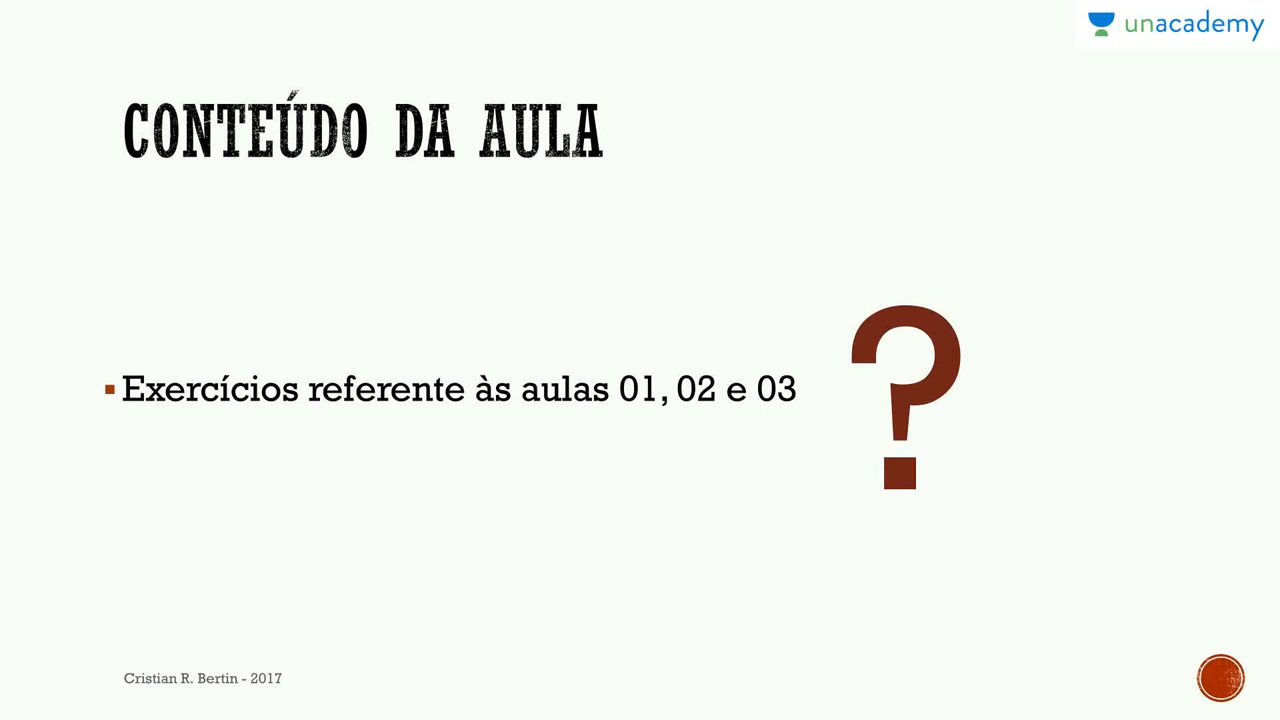 unacademy
CONTEÚDO DA AULA
Exercícios referente às aulas 01, 02 e 03
?
Cristian R. Bertin - 2017